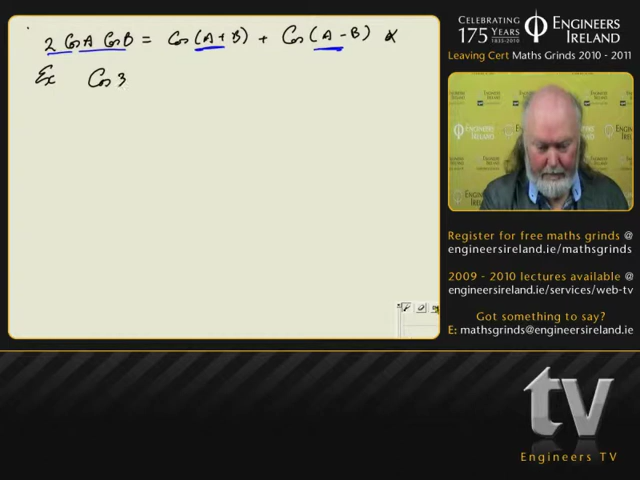 2 Cos A Cos B = Cos (A + B) + Cos (A - B)
Ex Cos 3
CELEBRATING
175 YEARS
1835-2010
ENGINEERS
IRELAND
Leaving Cert Maths Grinds 2010 - 2011
Register for free maths grinds @
engineersireland.ie/mathsgrinds
2009 - 2010 lectures available @
engineersireland.ie/services/web-tv
Got something to say?
E: mathsgrinds@engineersireland.ie
tv
Engineers TV